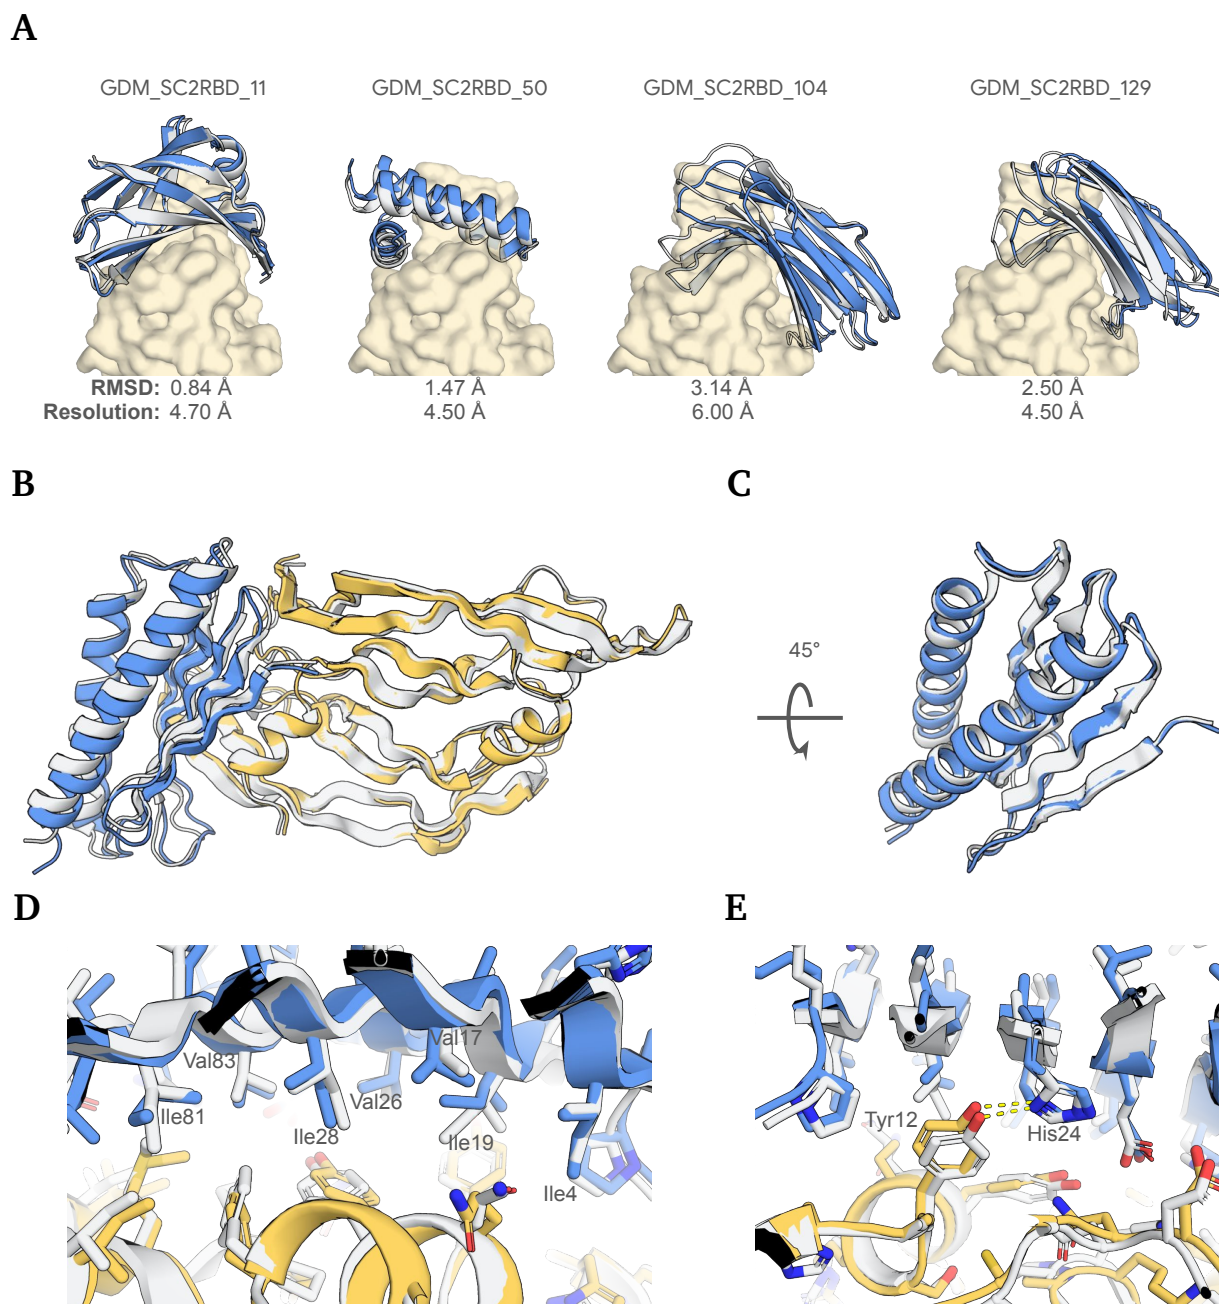 A
GDM_SC2RBD_11 GDM_SC2RBD_50 GDM_SC2RBD_104 GDM_SC2RBD_129
RMSD: 0.84 Å 1.47 Å 3.14 Å 2.50 Å
Resolution: 4.70 Å 4.50 Å 6.00 Å 4.50 Å
B C
45°
D E
Val17
Val83
Val26
Ile81
Ile28
Ile19
Ile4
Tyr12
His24